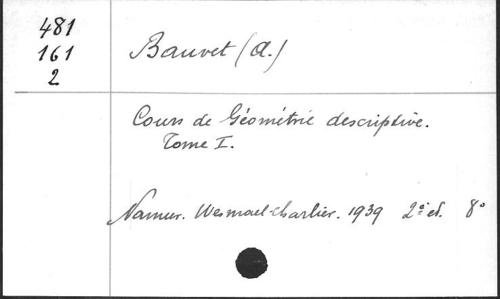 481
161
2
Bauvet (A.)
Cours de Géométrie descriptive.
Tome I.
Namur. Wesmael-Charlier. 1939 2e éd. 8°